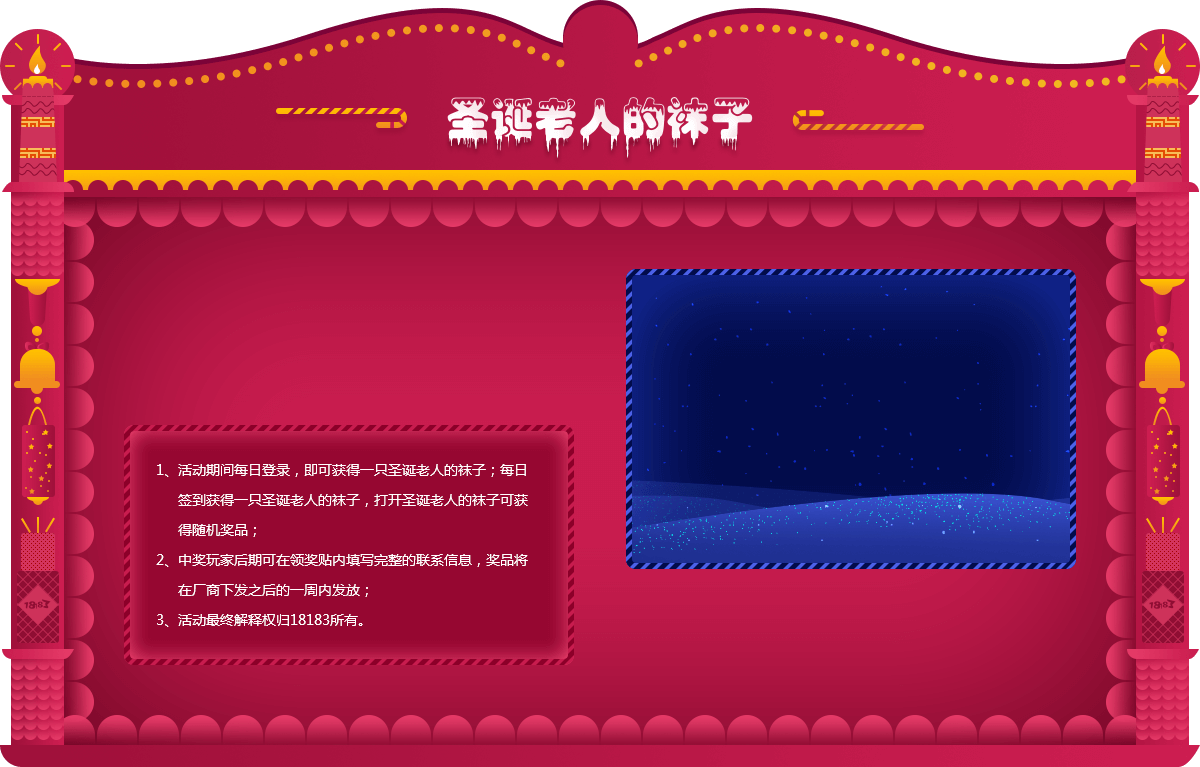 圣诞老人的袜子
1、活动期间每日登录，即可获得一只圣诞老人的袜子；每日
签到获得一只圣诞老人的袜子，打开圣诞老人的袜子可获
得随机奖品；
2、中奖玩家后期可在领奖贴内填写完整的联系信息，奖品将
在厂商下发之后的一周内发放；
3、活动最终解释权归18183所有。